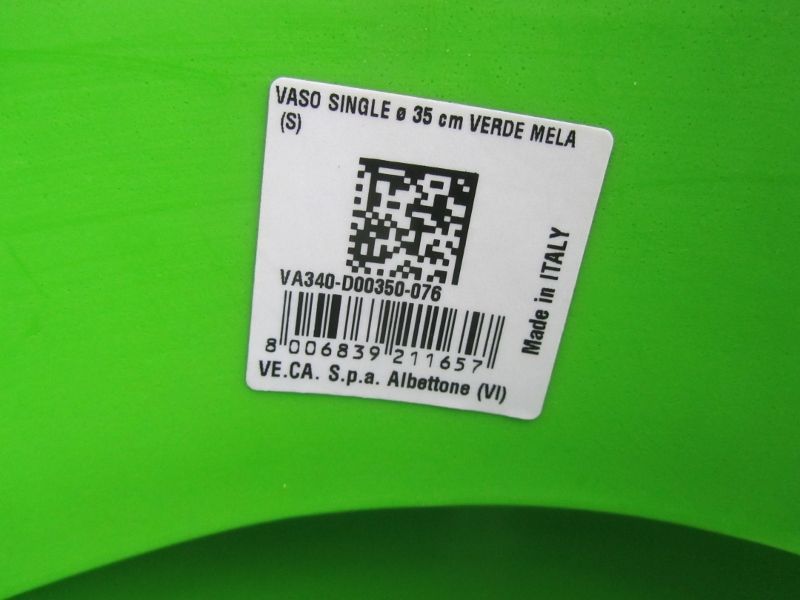 VASO SINGLE ø 35 cm VERDE MELA
(S)
VA340-D00350-076
8 006839 211657
VE.CA. S.p.a. Albettone (VI)
Made in ITALY